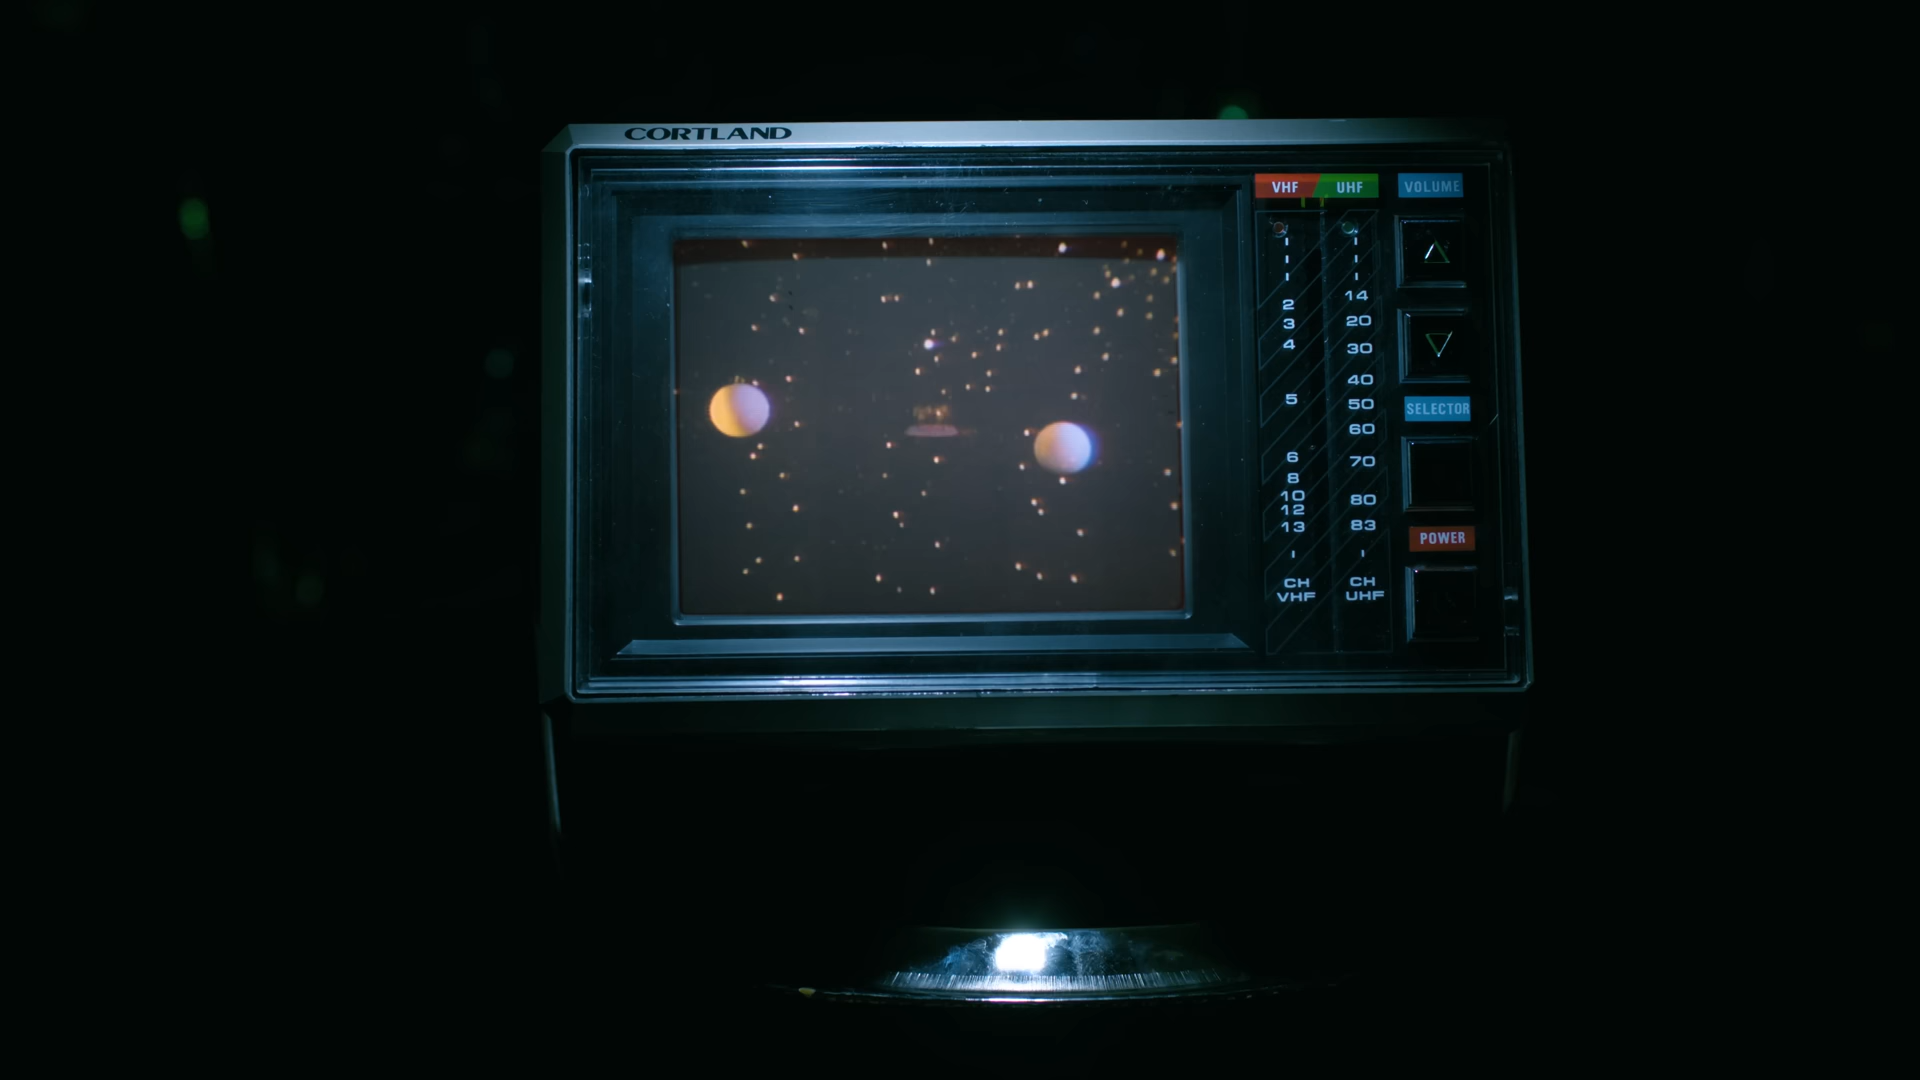 CORTLAND
VHF UHF VOLUME
2 14
3 20
4 30
40
5 50
60
SELECTOR
6 70
8
10 80
12
13 83
POWER
CH CH
VHF UHF